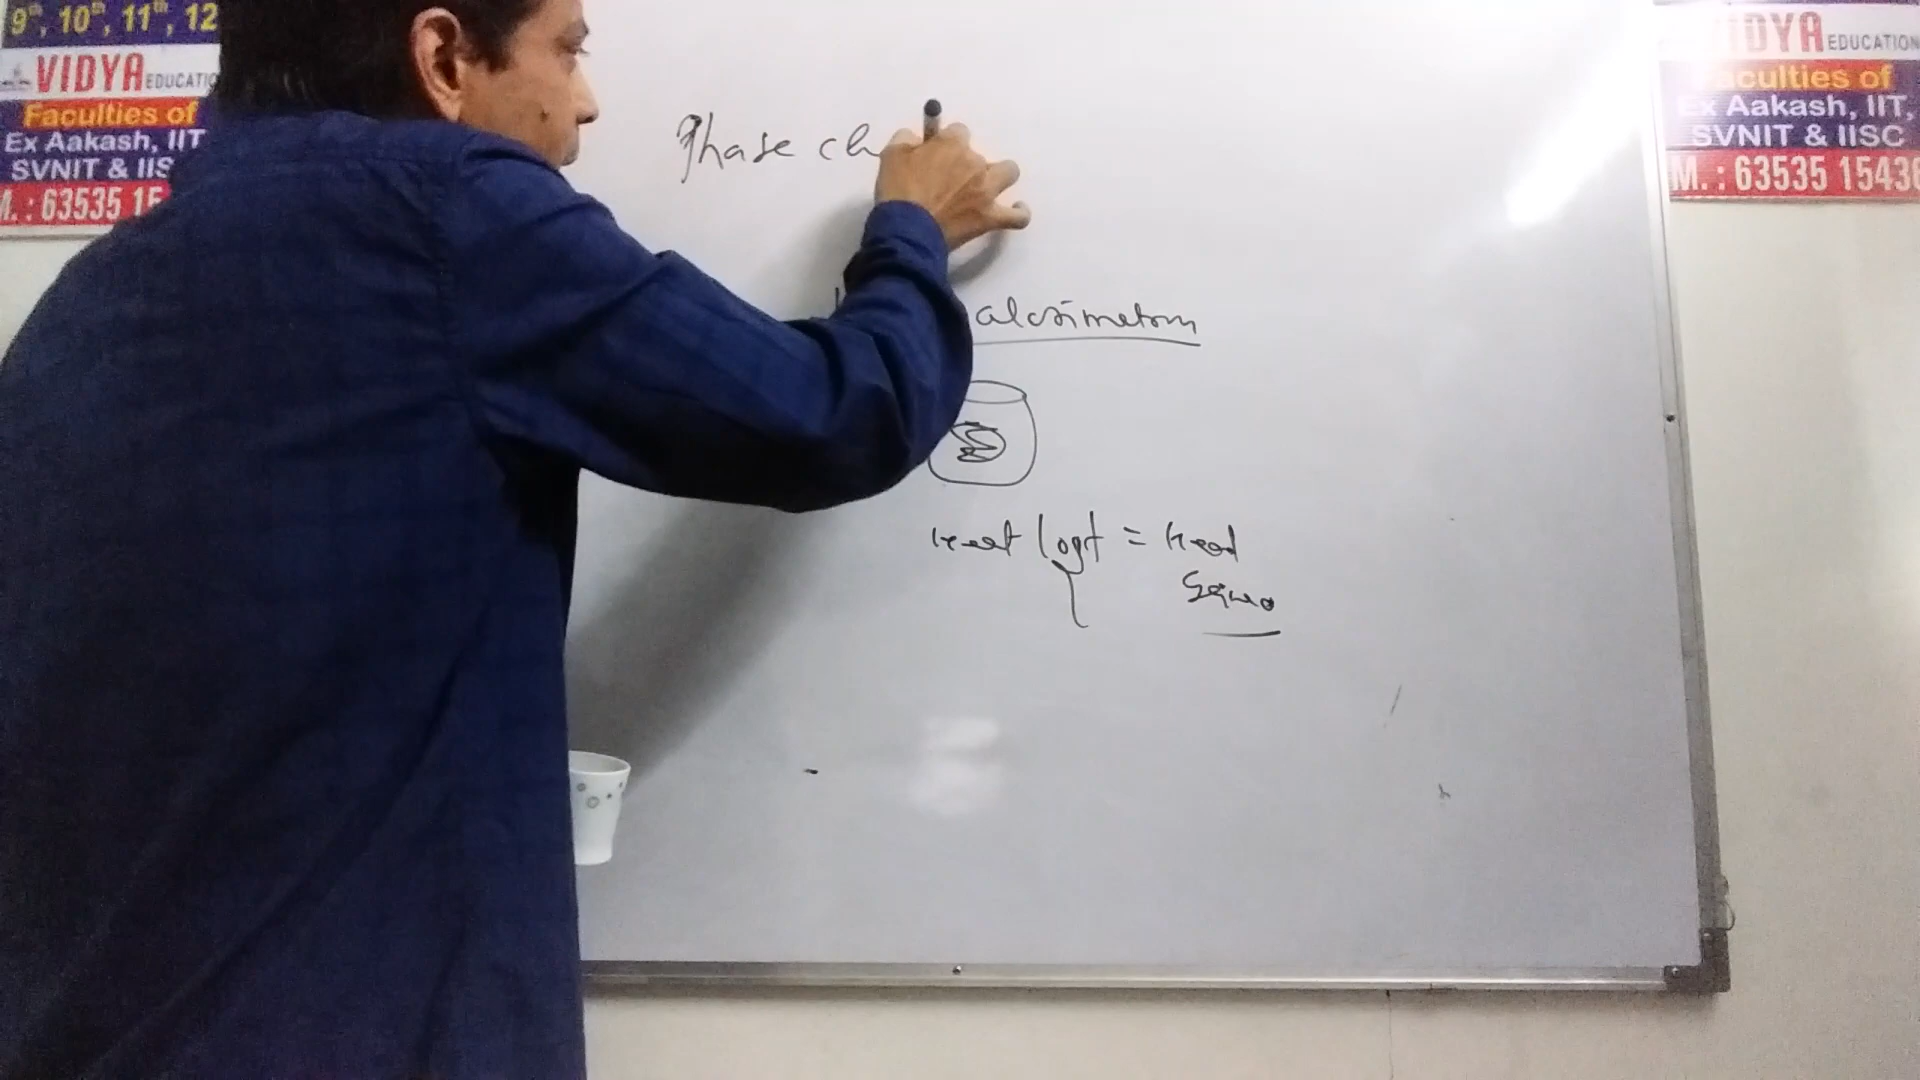 9th, 10th, 11th, 12
VIDYA EDUCATIO
Faculties of
Ex Aakash, IIT
SVNIT & IIS
M. : 63535 15
Phase ch
alorimetry
Heat lost = Heat
Gained
VIDYA EDUCATION
Faculties of
Ex Aakash, IIT,
SVNIT & IISC
M. : 63535 15436